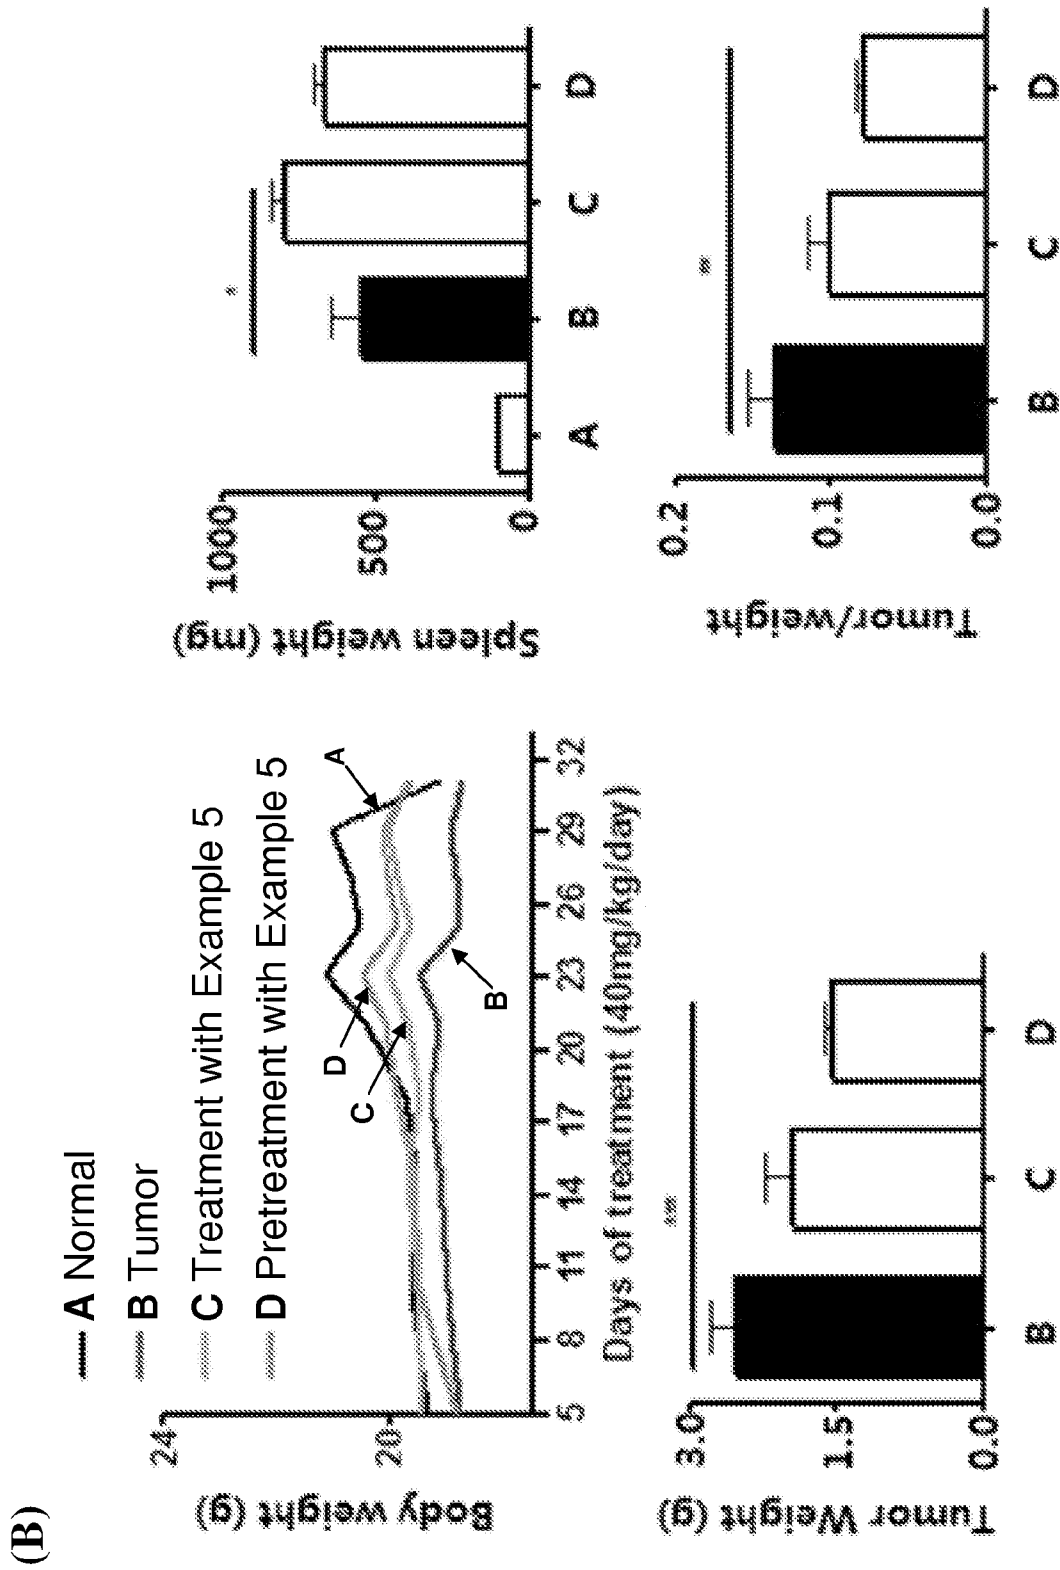 (B)
A Normal
B Tumor
C Treatment with Example 5
D Pretreatment with Example 5
Body weight (g)
24
20
A
D
C
B
5 8 11 14 17 20 23 26 29 32
Days of treatment (40mg/kg/day)
Spleen weight (mg)
1000
500
0
*
A B C D
Tumor Weight (g)
3.0
1.5
0.0
***
B C D
Tumor/weight
0.2
0.1
0.0
**
B C D